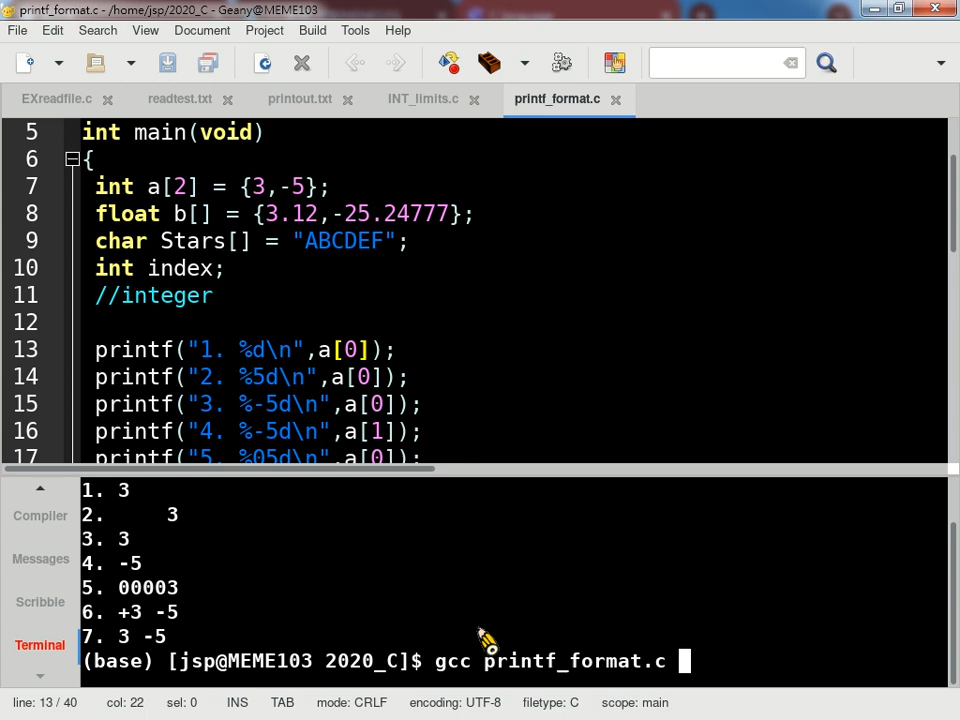 printf_format.c - /home/jsp/2020_C - Geany@MEME103
File Edit Search View Document Project Build Tools Help
EXreadfile.c readtest.txt printout.txt INT_limits.c printf_format.c
5 int main(void)
6 {
7 int a[2] = {3,-5};
8 float b[] = {3.12,-25.24777};
9 char Stars[] = "ABCDEF";
10 int index;
11 //integer
12
13 printf("1. %d\n",a[0]);
14 printf("2. %5d\n",a[0]);
15 printf("3. %-5d\n",a[0]);
16 printf("4. %-5d\n",a[1]);
17 printf("5. %05d\n",a[0]);
Compiler
Messages
Scribble
Terminal
1. 3
2.     3
3. 3
4. -5
5. 00003
6. +3 -5
7. 3 -5
(base) [jsp@MEME103 2020_C]$ gcc printf_format.c
line: 13 / 40 col: 22 sel: 0 INS TAB mode: CRLF encoding: UTF-8 filetype: C scope: main